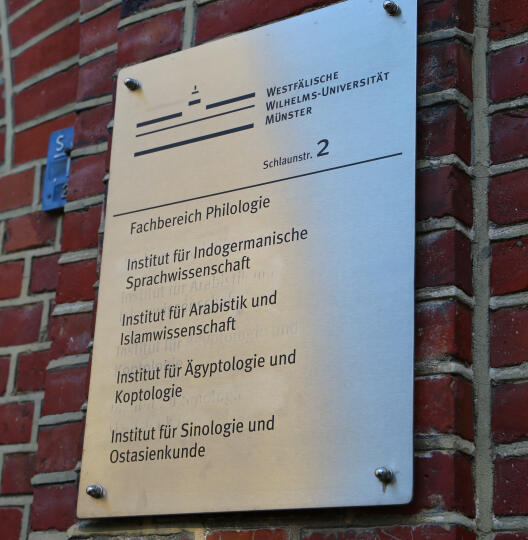 WESTFÄLISCHE
WILHELMS-UNIVERSITÄT
MÜNSTER
Schlaunstr. 2
Fachbereich Philologie
Institut für Indogermanische
Sprachwissenschaft
Institut für Arabistik und
Islamwissenschaft
Institut für Ägyptologie und
Koptologie
Institut für Sinologie und
Ostasienkunde
S